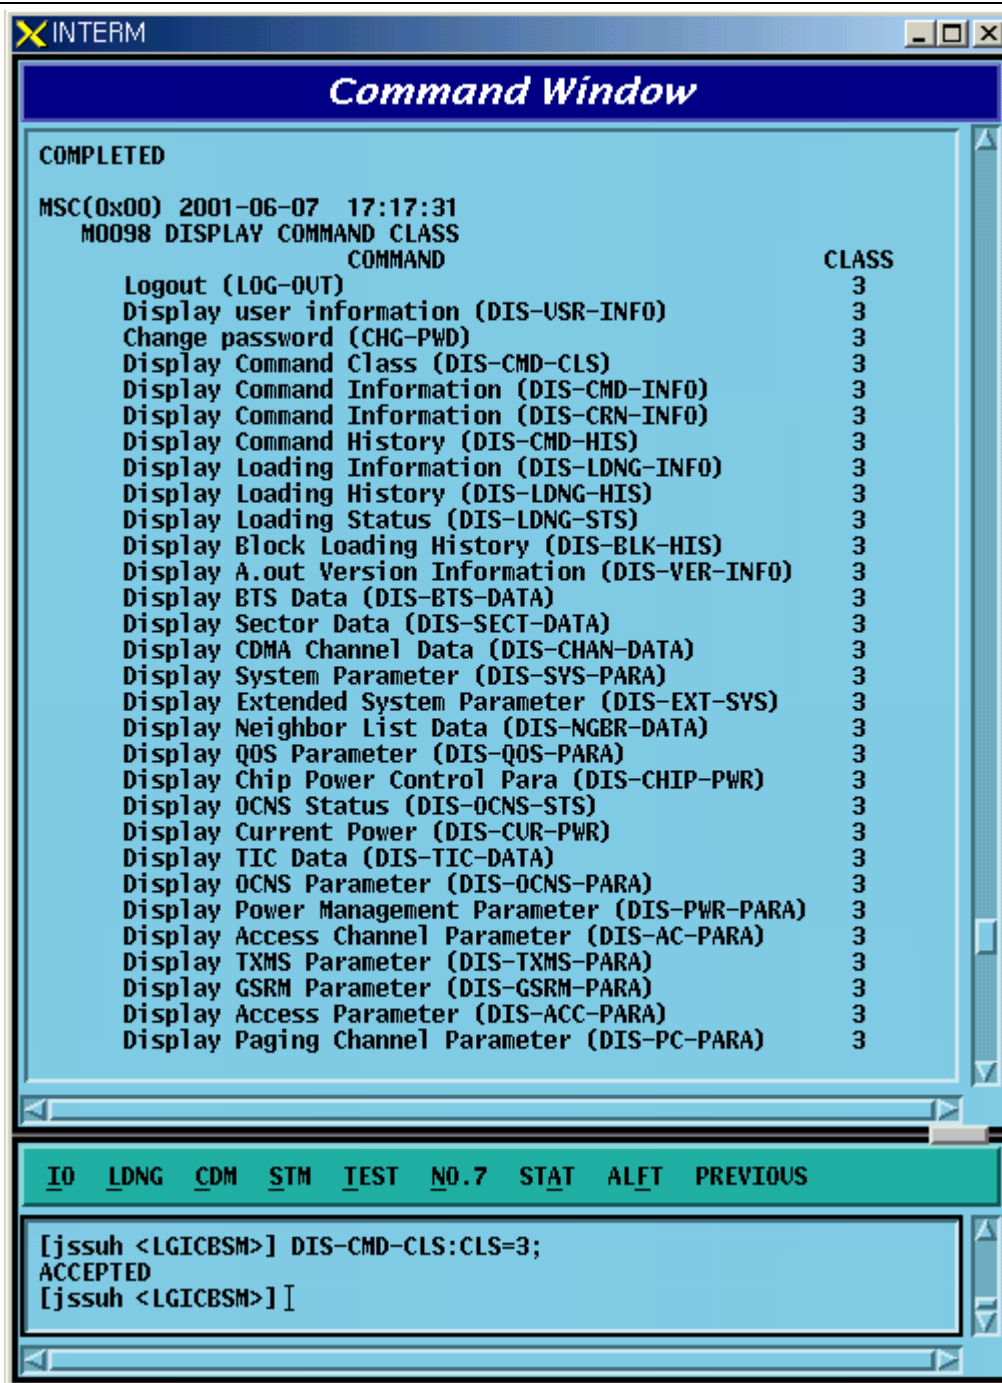 INTERM
Command Window
COMPLETED
MSC(0x00) 2001-06-07 17:17:31
M0098 DISPLAY COMMAND CLASS
COMMAND CLASS
Logout (LOG-OUT) 3
Display user information (DIS-USR-INFO) 3
Change password (CHG-PWD) 3
Display Command Class (DIS-CMD-CLS) 3
Display Command Information (DIS-CMD-INFO) 3
Display Command Information (DIS-CRN-INFO) 3
Display Command History (DIS-CMD-HIS) 3
Display Loading Information (DIS-LDNG-INFO) 3
Display Loading History (DIS-LDNG-HIS) 3
Display Loading Status (DIS-LDNG-STS) 3
Display Block Loading History (DIS-BLK-HIS) 3
Display A.out Version Information (DIS-VER-INFO) 3
Display BTS Data (DIS-BTS-DATA) 3
Display Sector Data (DIS-SECT-DATA) 3
Display CDMA Channel Data (DIS-CHAN-DATA) 3
Display System Parameter (DIS-SYS-PARA) 3
Display Extended System Parameter (DIS-EXT-SYS) 3
Display Neighbor List Data (DIS-NGBR-DATA) 3
Display QOS Parameter (DIS-QOS-PARA) 3
Display Chip Power Control Para (DIS-CHIP-PWR) 3
Display OCNS Status (DIS-OCNS-STS) 3
Display Current Power (DIS-CUR-PWR) 3
Display TIC Data (DIS-TIC-DATA) 3
Display OCNS Parameter (DIS-OCNS-PARA) 3
Display Power Management Parameter (DIS-PWR-PARA) 3
Display Access Channel Parameter (DIS-AC-PARA) 3
Display TXMS Parameter (DIS-TXMS-PARA) 3
Display GSRM Parameter (DIS-GSRM-PARA) 3
Display Access Parameter (DIS-ACC-PARA) 3
Display Paging Channel Parameter (DIS-PC-PARA) 3
IO LDNG CDM STM TEST NO.7 STAT ALFT PREVIOUS
[jssuh <LGICBSM>] DIS-CMD-CLS:CLS=3;
ACCEPTED
[jssuh <LGICBSM>]